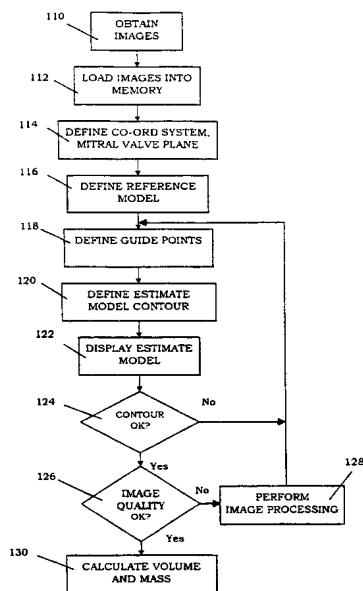 110
OBTAIN
IMAGES
112
LOAD IMAGES INTO
MEMORY
114
DEFINE CO-ORD SYSTEM,
MITRAL VALVE PLANE
116
DEFINE REFERENCE
MODEL
118
DEFINE GUIDE POINTS
120
DEFINE ESTIMATE
MODEL CONTOUR
122
DISPLAY ESTIMATE
MODEL
124
CONTOUR
OK?
No
Yes
126
IMAGE
QUALITY
OK?
No
128
PERFORM
IMAGE PROCESSING
Yes
130
CALCULATE VOLUME
AND MASS